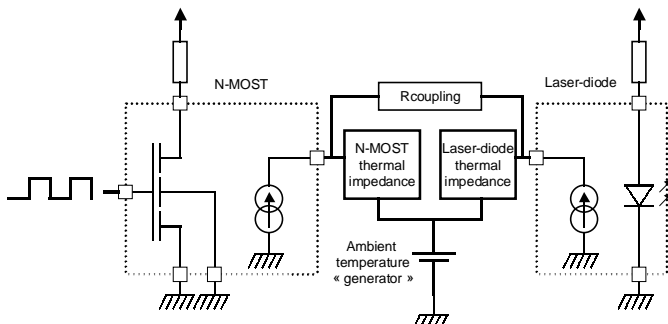 N-MOST
Laser-diode
Rcoupling
N-MOST
thermal
impedance
Laser-diode
thermal
impedance
Ambient
temperature
« generator »